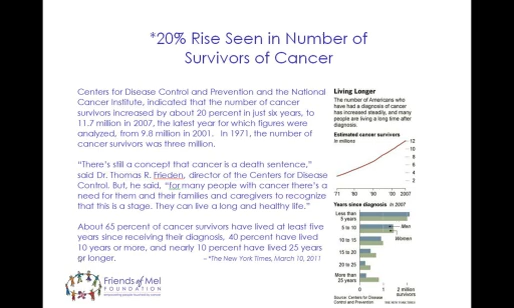 *20% Rise Seen in Number of
Survivors of Cancer
Centers for Disease Control and Prevention and the National
Cancer Institute, indicated that the number of cancer
survivors increased by about 20 percent in just six years, to
11.7 million in 2007, the latest year for which figures were
analyzed, from 9.8 million in 2001. In 1971, the number of
cancer survivors was three million.
“There’s still a concept that cancer is a death sentence,”
said Dr. Thomas R. Frieden, director of the Centers for Disease
Control. But, he said, “for many people with cancer there’s a
need for them and their families and caregivers to recognize
that this is a stage. They can live a long and healthy life.”
About 65 percent of cancer survivors have lived at least five
years since receiving their diagnosis, 40 percent have lived
10 years or more, and nearly 10 percent have lived 25 years
or longer.
– *The New York Times, March 10, 2011
Friends of Mel
FOUNDATION
Living Longer
The number of Americans who
have had a diagnosis of cancer
has increased steadily, and many
people are living a long time after
diagnosis.
Estimated cancer survivors
In millions
12
10
8
6
4
2
0
'71 80 90 2000 2007
Years since diagnosis In 2007
Less than
5 years
5 to 10
10 to 15
15 to 20
20 to 25
More than
25 years
Men
Women
0 1 2 million
survivors
Source: Centers for Disease
Control and Prevention